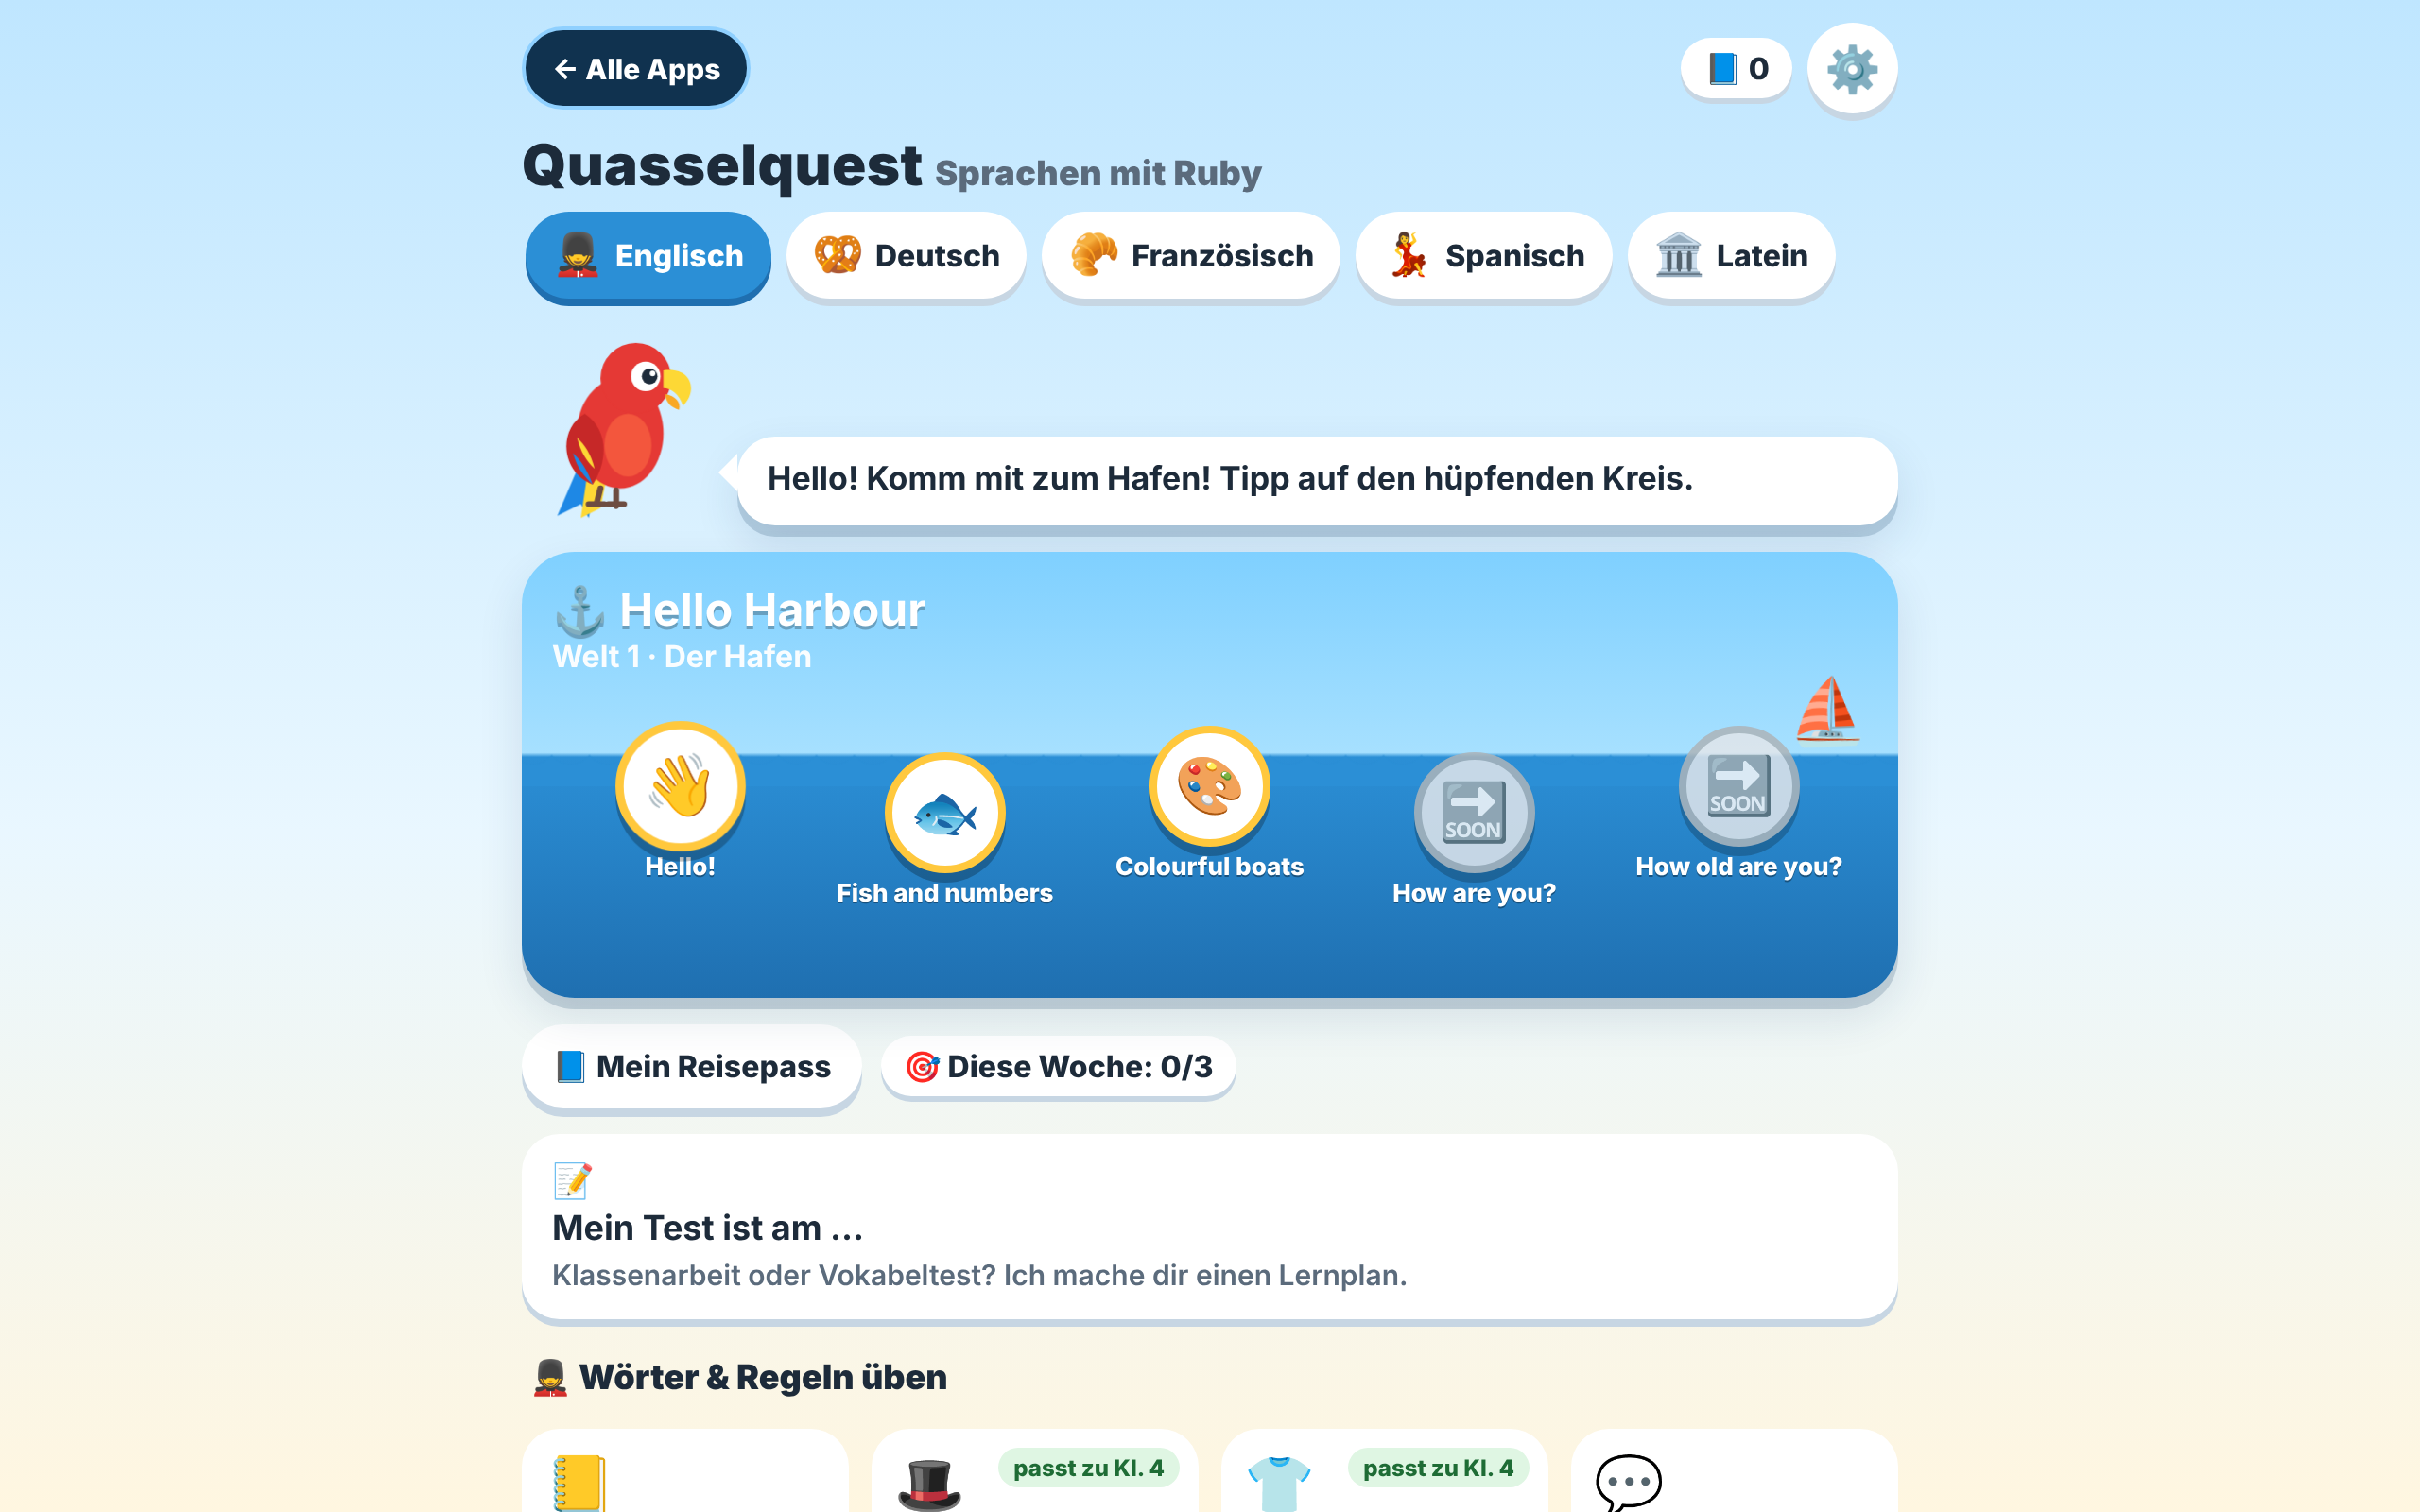 ← Alle Apps
📘 0
Quasselquest Sprachen mit Ruby
Englisch
Deutsch
Französisch
Spanisch
Latein
Hello! Komm mit zum Hafen! Tipp auf den hüpfenden Kreis.
Hello Harbour
Welt 1 · Der Hafen
SOON
SOON
Hello!
Fish and numbers
Colourful boats
How are you?
How old are you?
Mein Reisepass
Diese Woche: 0/3
Mein Test ist am ...
Klassenarbeit oder Vokabeltest? Ich mache dir einen Lernplan.
Wörter & Regeln üben
passt zu Kl. 4
passt zu Kl. 4